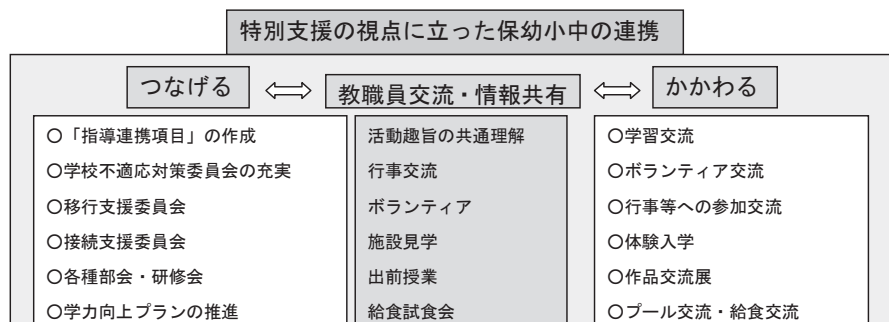 特別支援の視点に立った保幼小中の連携
つなげる
教職員交流・情報共有
かかわる
○「指導連携項目」の作成
○学校不適応対策委員会の充実
○移行支援委員会
○接続支援委員会
○各種部会・研修会
○学力向上プランの推進
活動趣旨の共通理解
行事交流
ボランティア
施設見学
出前授業
給食試食会
○学習交流
○ボランティア交流
○行事等への参加交流
○体験入学
○作品交流展
○プール交流・給食交流